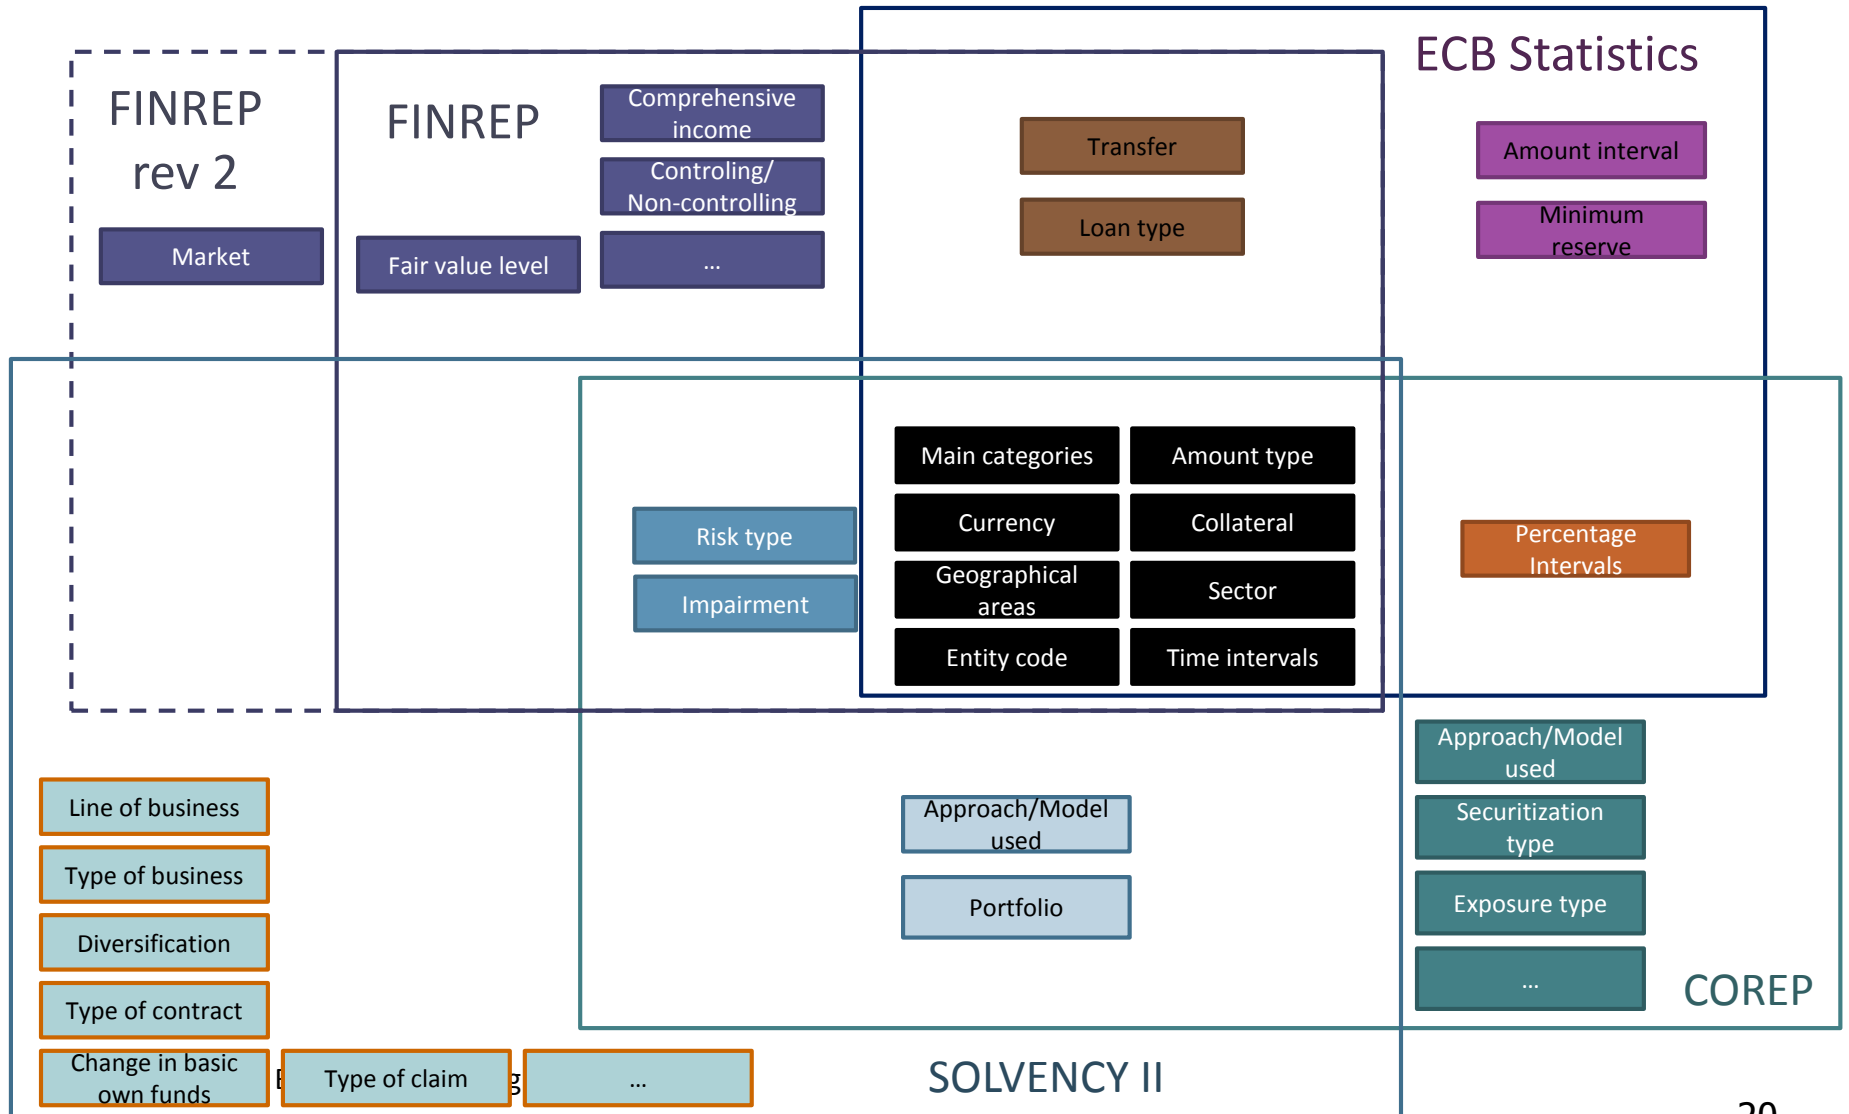 ECB Statistics
FINREP
rev 2
FINREP
Comprehensive
income
Controling/
Non-controlling
...
Market
Fair value level
Transfer
Loan type
Amount interval
Minimum
reserve
Main categories
Amount type
Currency
Collateral
Geographical
areas
Sector
Entity code
Time intervals
Risk type
Impairment
Percentage
Intervals
Approach/Model
used
Securitization
type
Exposure type
...
COREP
Approach/Model
used
Portfolio
Line of business
Type of business
Diversification
Type of contract
Change in basic
own funds
Type of claim
...
SOLVENCY II
20